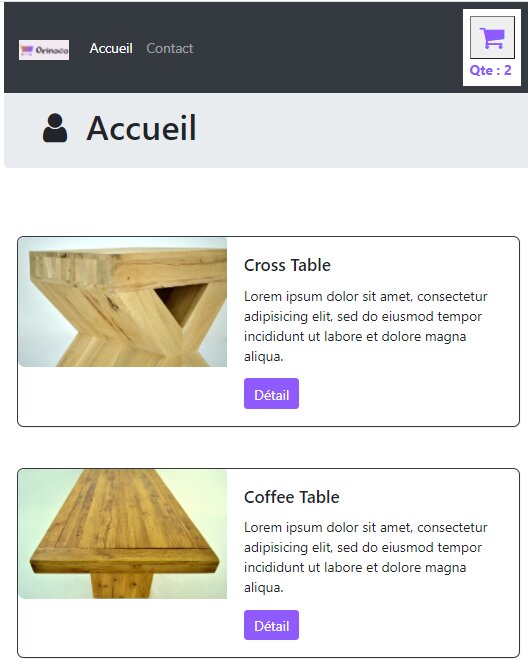 Orinoco
Accueil Contact
Qte : 2
Accueil
Cross Table
Lorem ipsum dolor sit amet, consectetur
adipisicing elit, sed do eiusmod tempor
incididunt ut labore et dolore magna
aliqua.
Détail
Coffee Table
Lorem ipsum dolor sit amet, consectetur
adipisicing elit, sed do eiusmod tempor
incididunt ut labore et dolore magna
aliqua.
Détail